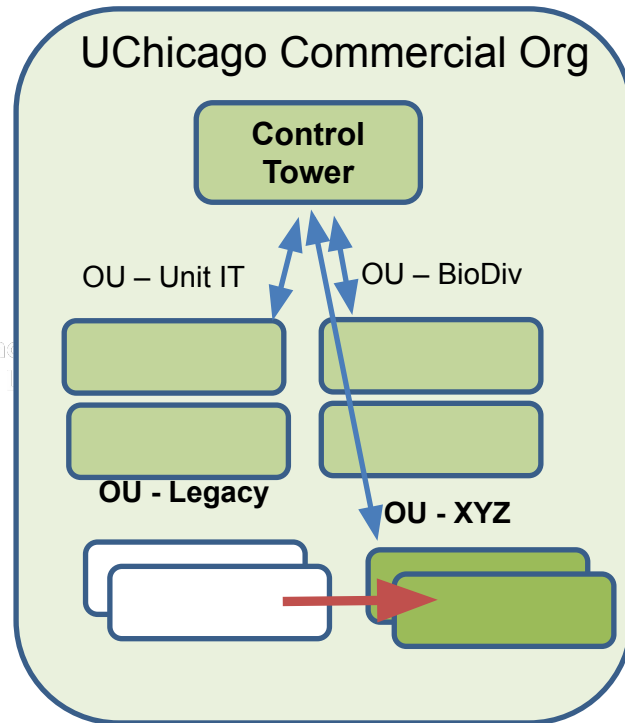 UChicago Commercial Org
Control
Tower
OU – Unit IT
OU – BioDiv
OU - Legacy
OU - XYZ